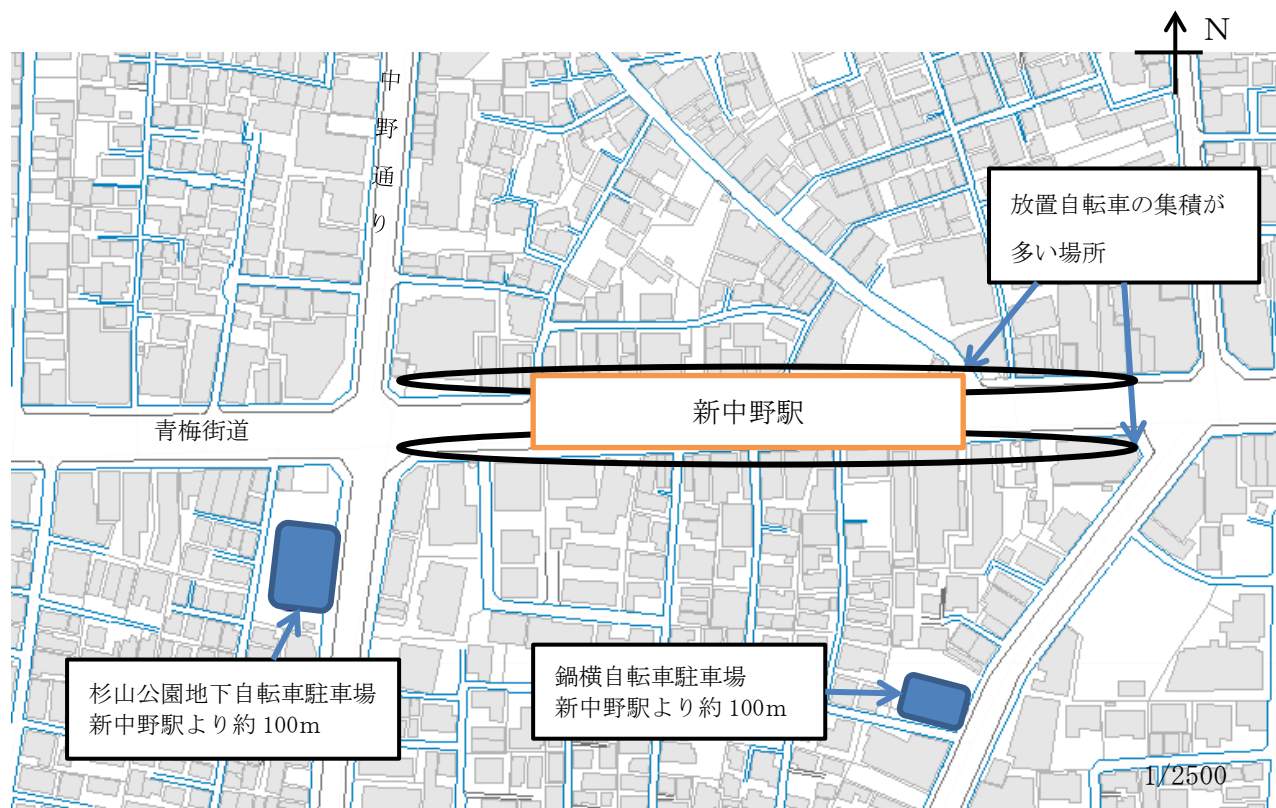 N
中野通り
放置自転車の集積が
多い場所
新中野駅
青梅街道
杉山公園地下自転車駐車場
新中野駅より約 100m
鍋横自転車駐車場
新中野駅より約 100m
1/2500